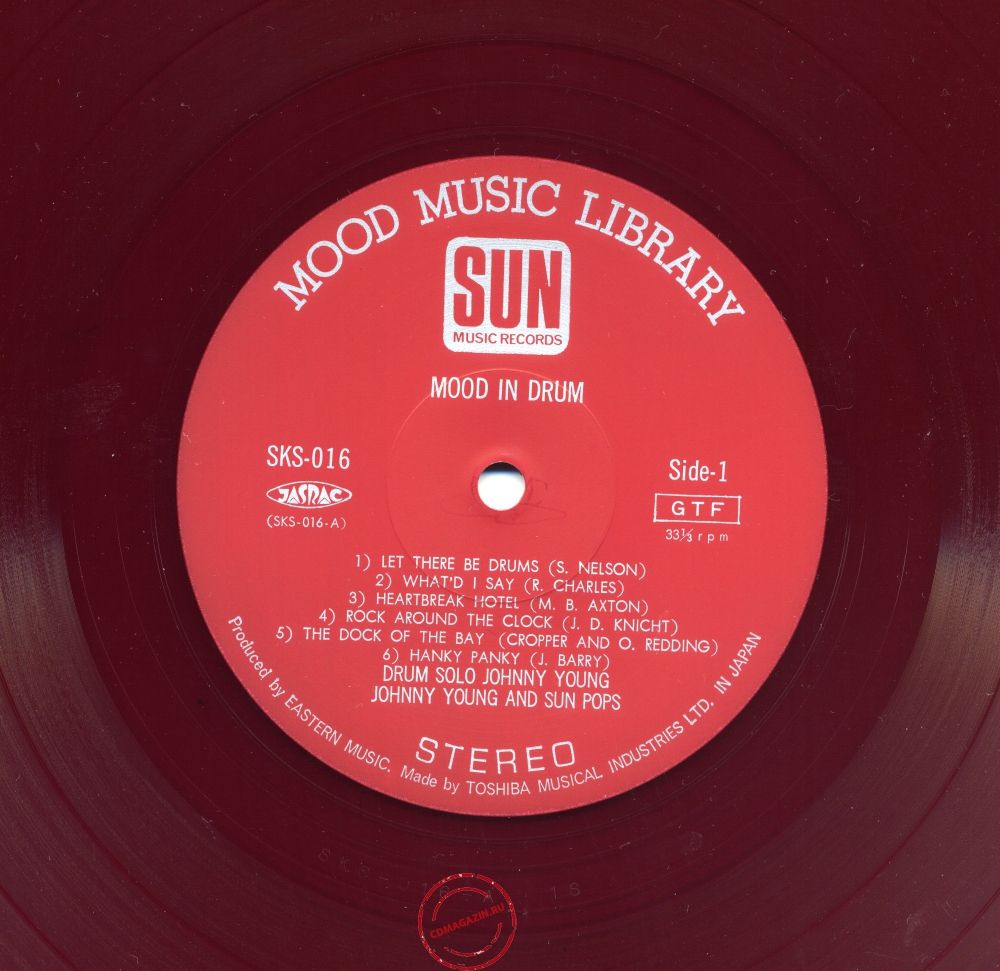 MOOD MUSIC LIBRARY
SUN
MUSIC RECORDS
MOOD IN DRUM
SKS-016
JASRAC
(SKS-016-A)
Side-1
GTF
33⅓ rpm
1) LET THERE BE DRUMS (S. NELSON)
2) WHAT'D I SAY (R. CHARLES)
3) HEARTBREAK HOTEL (M. B. AXTON)
4) ROCK AROUND THE CLOCK (J. D. KNICHT)
5) THE DOCK OF THE BAY (CROPPER AND O. REDDING)
6) HANKY PANKY (J. BARRY)
DRUM SOLO JOHNNY YOUNG
JOHNNY YOUNG AND SUN POPS
STEREO
Produced by EASTERN MUSIC. Made by TOSHIBA MUSICAL INDUSTRIES LTD. IN JAPAN
CDMAGAZIN.RU